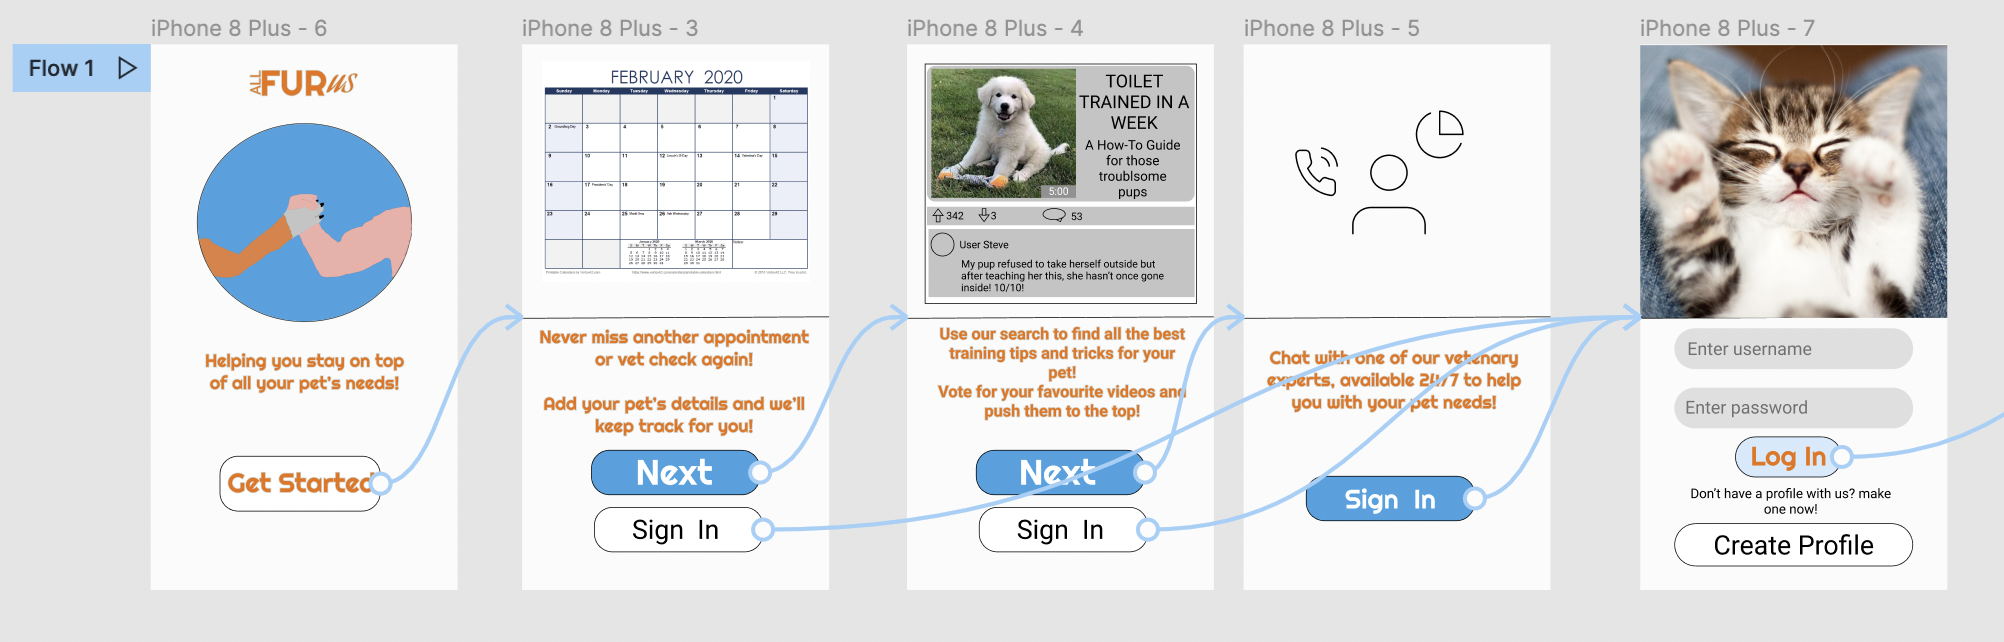 iPhone 8 Plus - 6
iPhone 8 Plus - 3
iPhone 8 Plus - 4
iPhone 8 Plus - 5
iPhone 8 Plus - 7
Flow 1
ALL FURus
Helping you stay on top
of all your pet's needs!
Get Started
FEBRUARY 2020
Sunday Monday Tuesday Wednesday Thursday Friday Saturday
1
2 Groundhog Day 3 4 5 6 7 8
9 10 11 12 Lincoln's B-Day 13 14 Valentine's Day 15
16 17 Presidents' Day 18 19 20 21 22
23 24 25 Mardi Gras 26 Ash Wednesday 27 28 29
January 2020 March 2020
Never miss another appointment
or vet check again!
Add your pet's details and we'll
keep track for you!
Next
Sign In
TOILET
TRAINED IN A
WEEK
A How-To Guide
for those
troublsome
pups
5:00
342 3 53
User Steve
My pup refused to take herself outside but
after teaching her this, she hasn't once gone
inside! 10/10!
Use our search to find all the best
training tips and tricks for your
pet!
Vote for your favourite videos and
push them to the top!
Next
Sign In
Chat with one of our vetenary
experts, available 24/7 to help
you with your pet needs!
Sign In
Enter username
Enter password
Log In
Don't have a profile with us? make
one now!
Create Profile